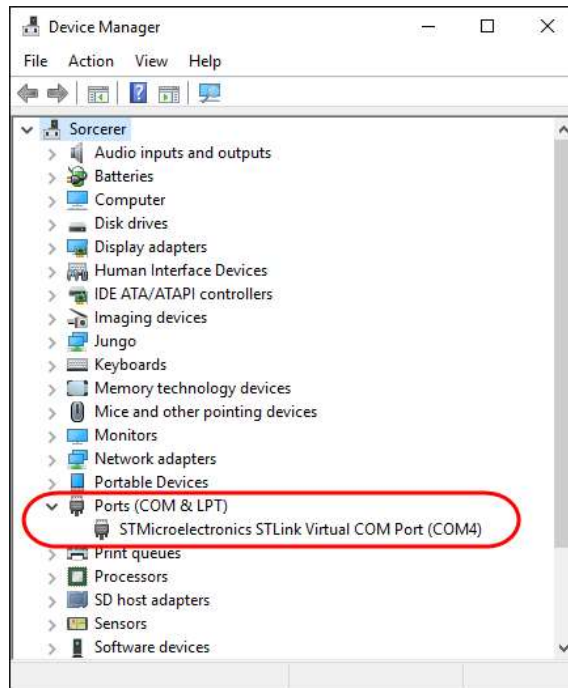 Device Manager
File Action View Help
Sorcerer
Audio inputs and outputs
Batteries
Computer
Disk drives
Display adapters
Human Interface Devices
IDE ATA/ATAPI controllers
Imaging devices
Jungo
Keyboards
Memory technology devices
Mice and other pointing devices
Monitors
Network adapters
Portable Devices
Ports (COM & LPT)
STMicroelectronics STLink Virtual COM Port (COM4)
Print queues
Processors
SD host adapters
Sensors
Software devices